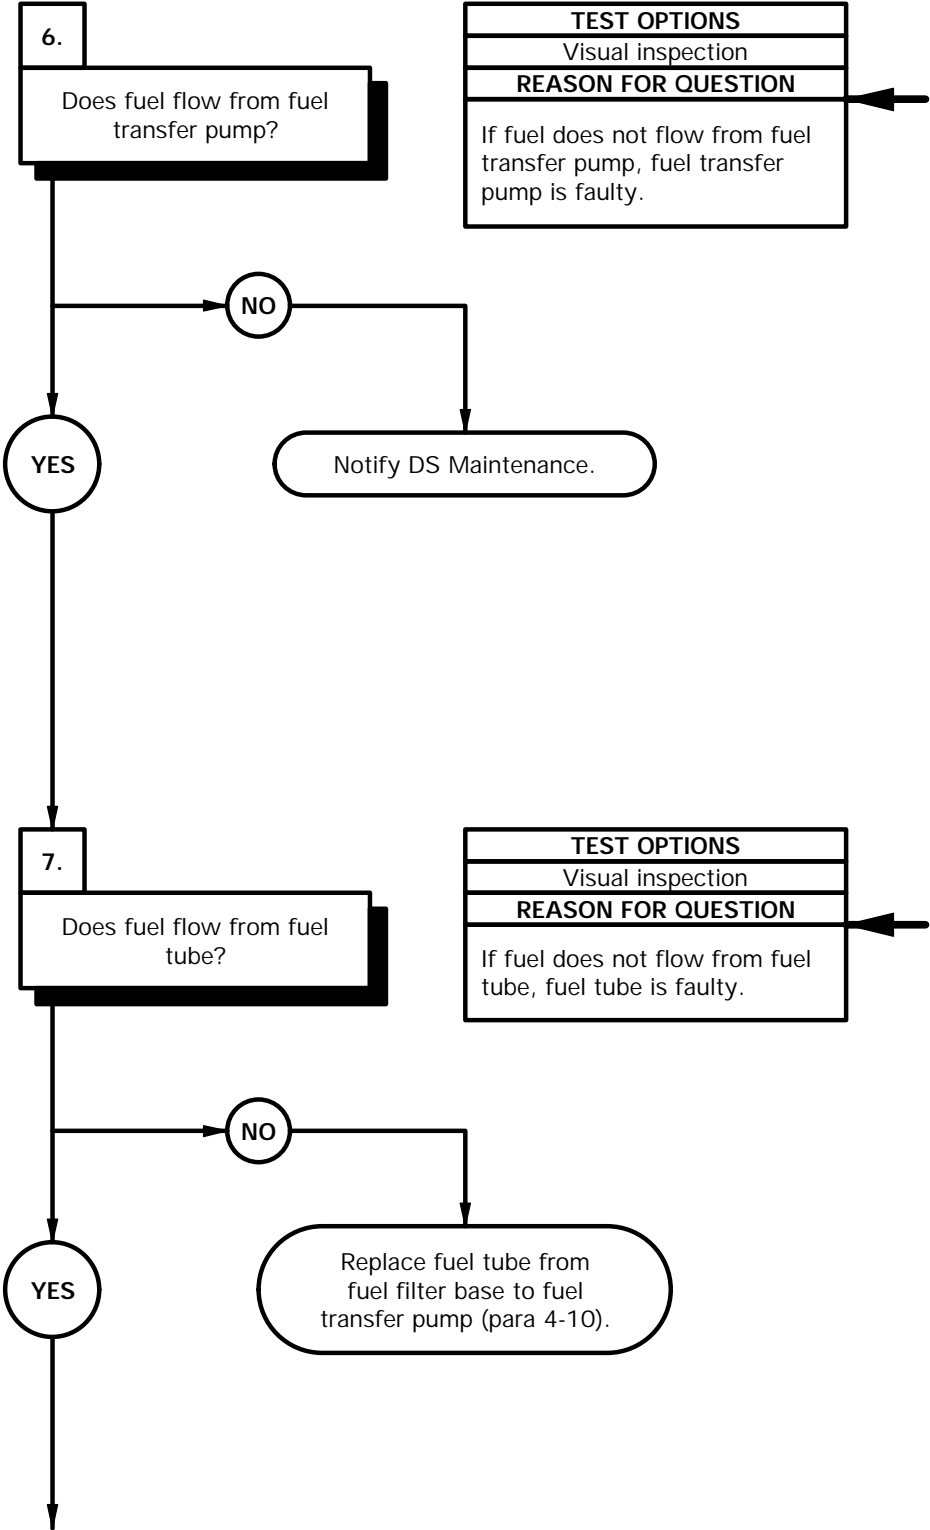 6.
Does fuel flow from fuel
transfer pump?
TEST OPTIONS
Visual inspection
REASON FOR QUESTION
If fuel does not flow from fuel
transfer pump, fuel transfer
pump is faulty.
NO
YES
Notify DS Maintenance.
7.
Does fuel flow from fuel
tube?
TEST OPTIONS
Visual inspection
REASON FOR QUESTION
If fuel does not flow from fuel
tube, fuel tube is faulty.
NO
YES
Replace fuel tube from
fuel filter base to fuel
transfer pump (para 4-10).